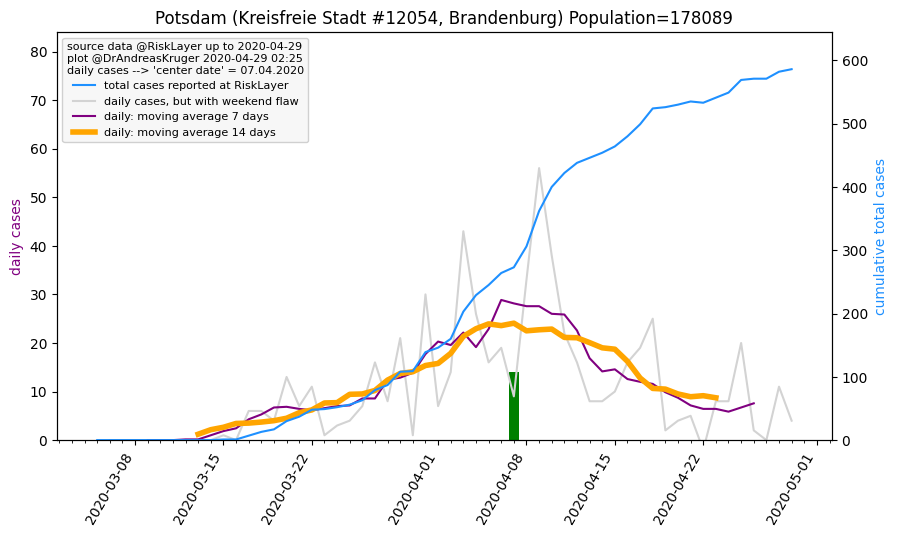 Potsdam (Kreisfreie Stadt #12054, Brandenburg) Population=178089
source data @RiskLayer up to 2020-04-29
plot @DrAndreasKruger 2020-04-29 02:25
daily cases --> 'center date' = 07.04.2020
total cases reported at RiskLayer
daily cases, but with weekend flaw
daily: moving average 7 days
daily: moving average 14 days
daily cases
80
70
60
50
40
30
20
10
0
cumulative total cases
600
500
400
300
200
100
0
2020-03-08
2020-03-15
2020-03-22
2020-04-01
2020-04-08
2020-04-15
2020-04-22
2020-05-01